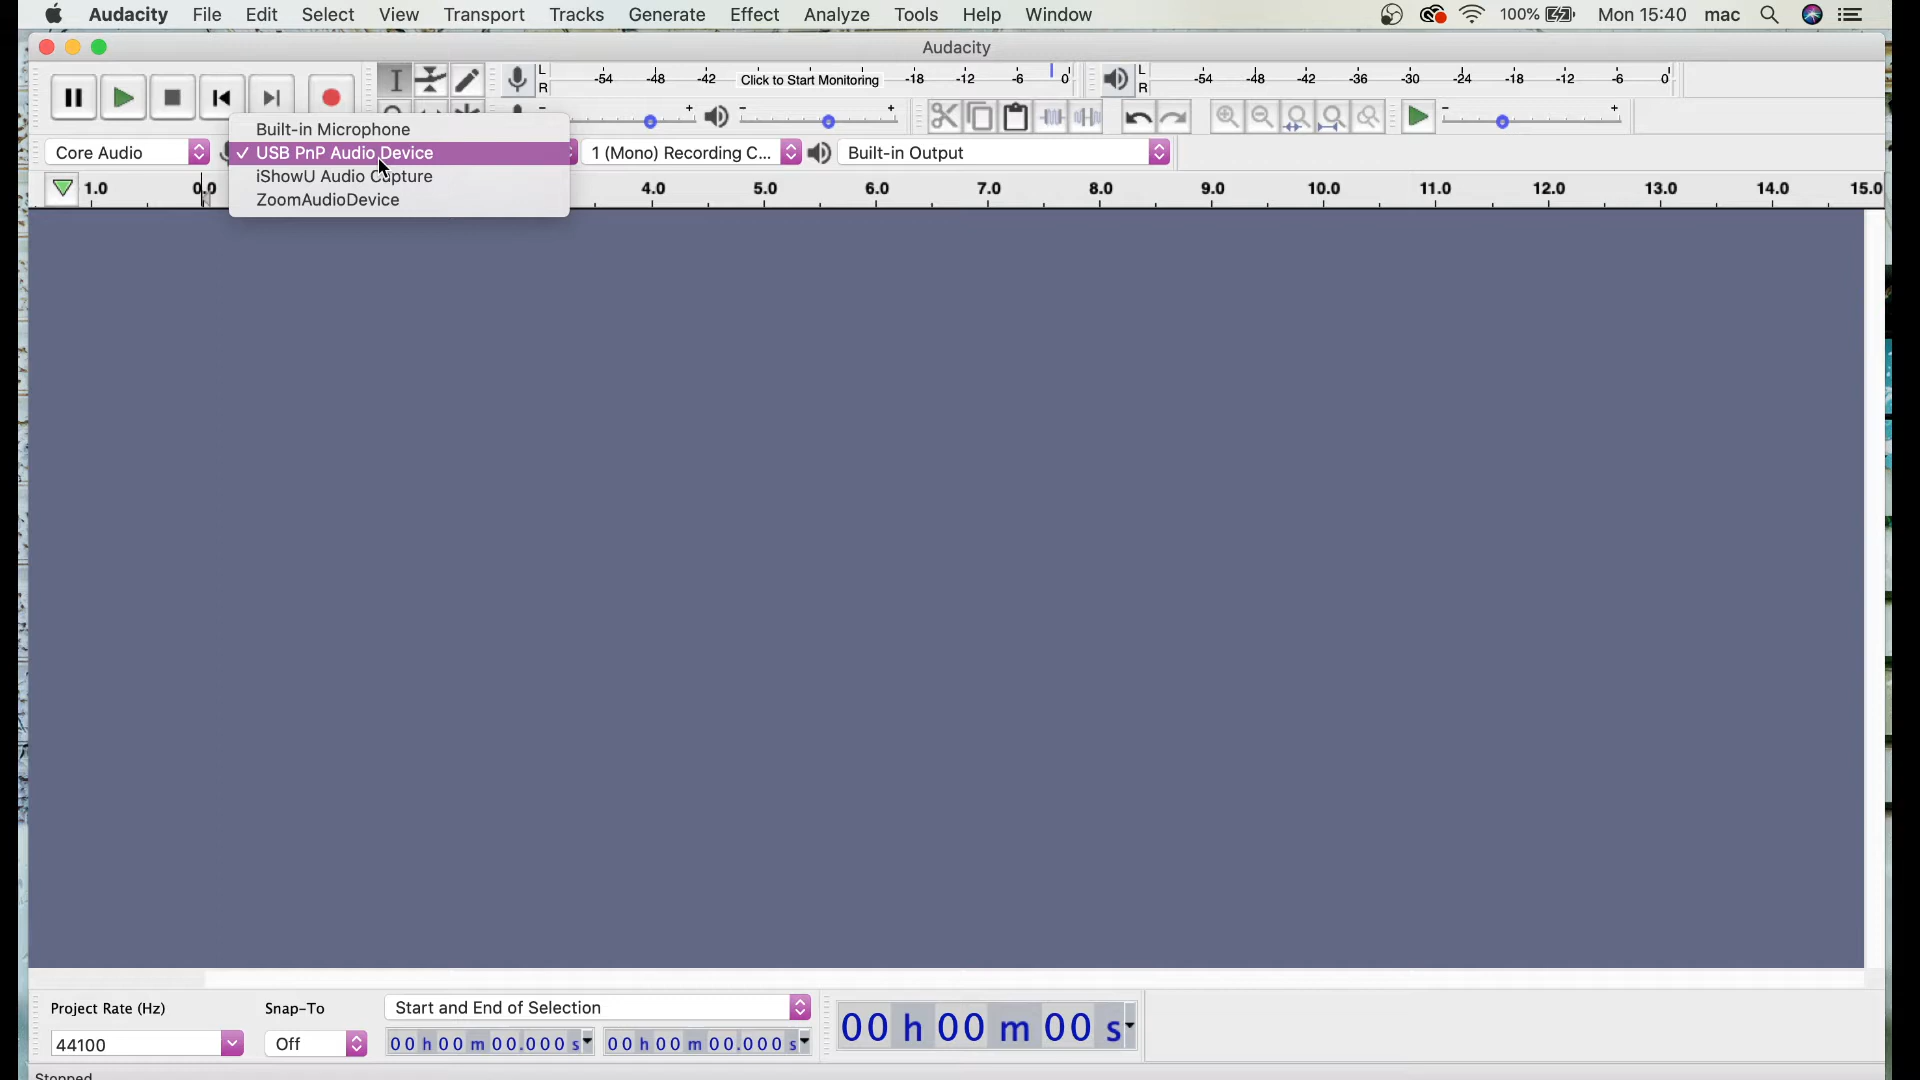 Audacity File Edit Select View Transport Tracks Generate Effect Analyze Tools Help Window 100% Mon 15:40 mac
Audacity
L R -54 -48 -42 Click to Start Monitoring -18 -12 -6 0 L R -54 -48 -42 -36 -30 -24 -18 -12 -6 0
- + - + - +
Built-in Microphone
Core Audio ✓ USB PnP Audio Device 1 (Mono) Recording C... Built-in Output
iShowU Audio Capture
1.0 0.0 4.0 5.0 6.0 7.0 8.0 9.0 10.0 11.0 12.0 13.0 14.0 15.0
ZoomAudioDevice
Project Rate (Hz) Snap-To Start and End of Selection
44100 Off 00 h 00 m 00.000 s 00 h 00 m 00.000 s 00 h 00 m 00 s
Stopped